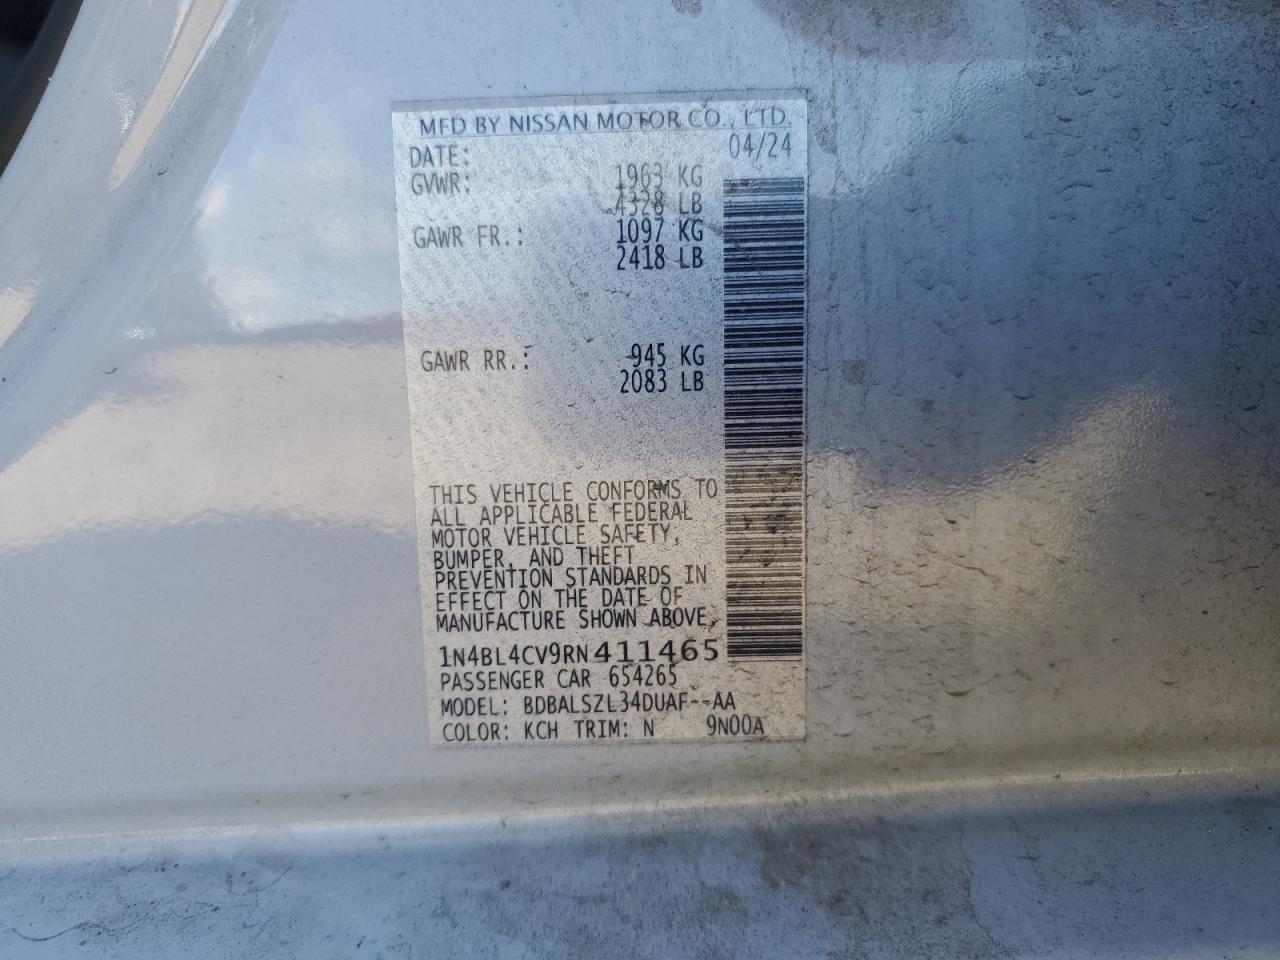 MFD BY NISSAN MOTOR CO., LTD.
DATE: 04/24
GVWR: 1963 KG
4328 LB
GAWR FR.: 1097 KG
2418 LB
GAWR RR.: 945 KG
2083 LB
THIS VEHICLE CONFORMS TO
ALL APPLICABLE FEDERAL
MOTOR VEHICLE SAFETY,
BUMPER, AND THEFT
PREVENTION STANDARDS IN
EFFECT ON THE DATE OF
MANUFACTURE SHOWN ABOVE.
1N4BL4CV9RN411465
PASSENGER CAR 654265
MODEL: BDBALSZL34DUAF--AA
COLOR: KCH TRIM: N 9N00A